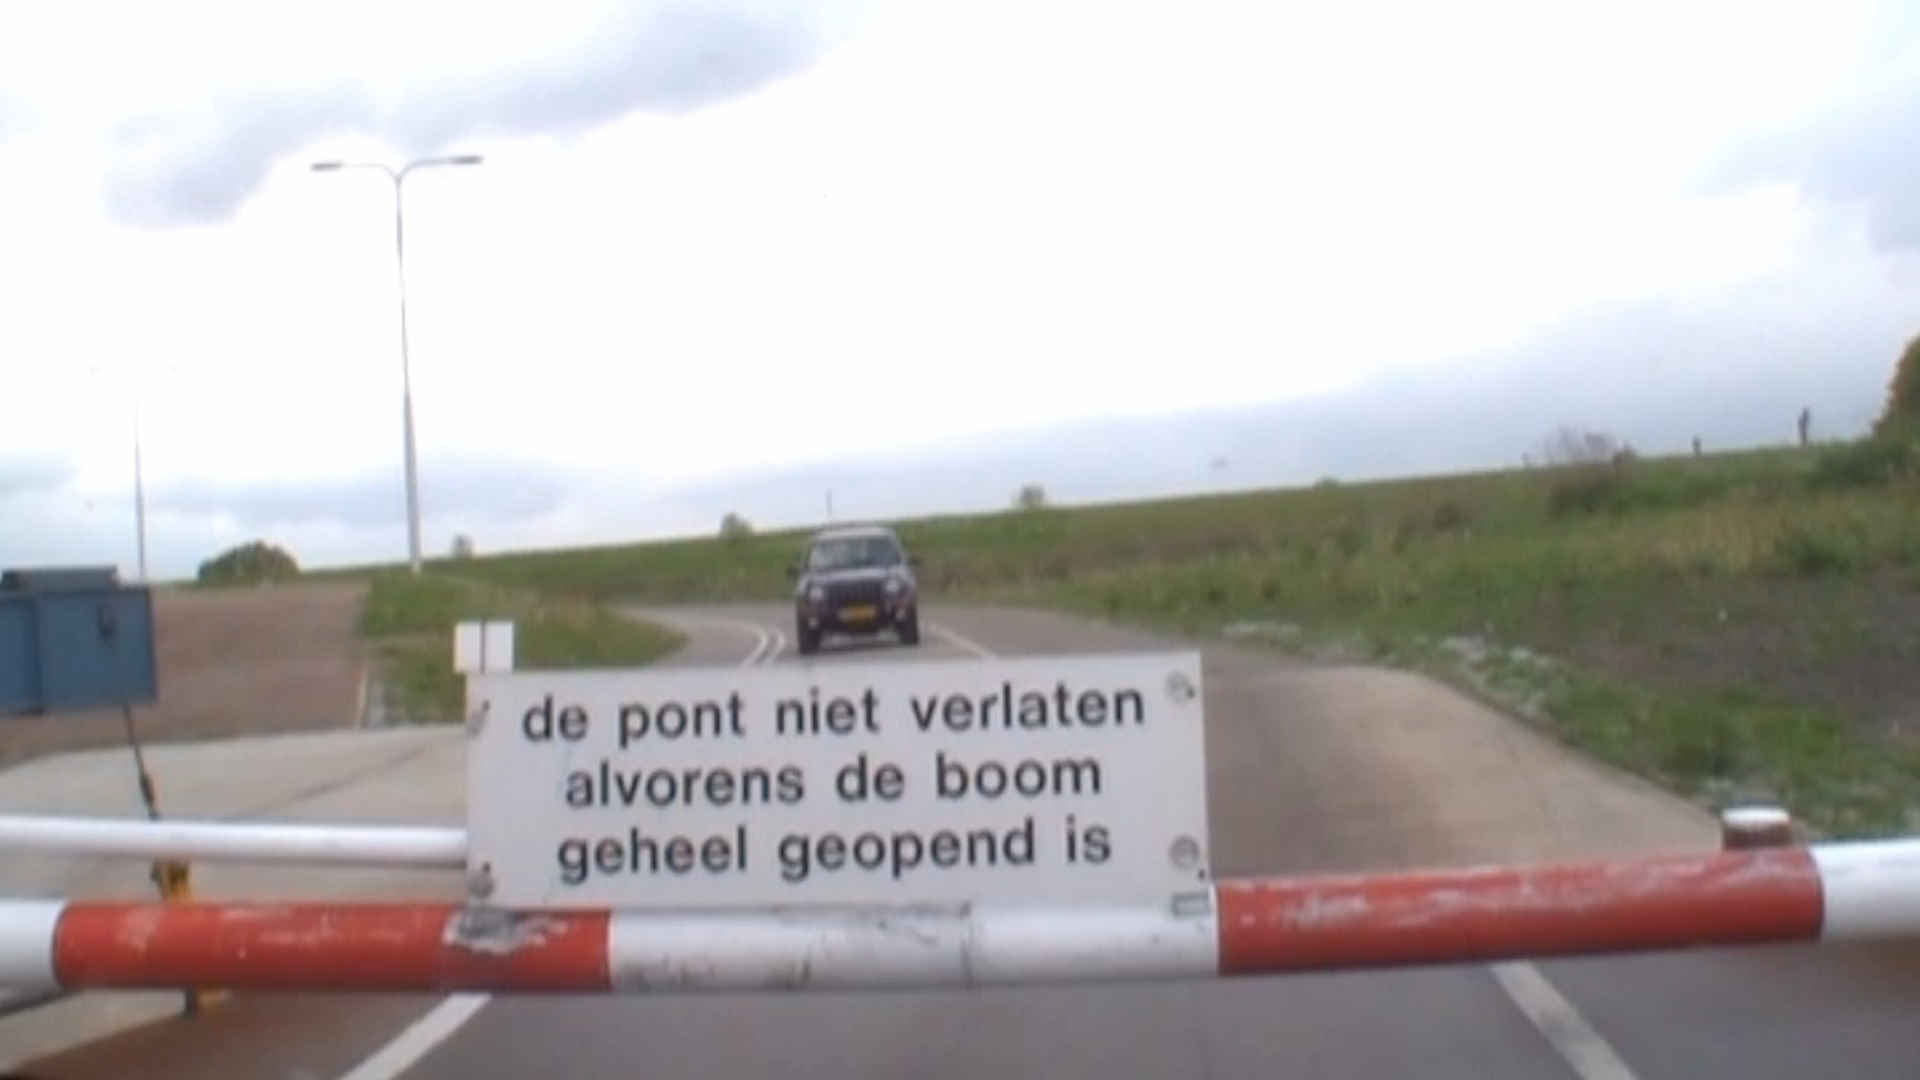 de pont niet verlaten
alvorens de boom
geheel geopend is